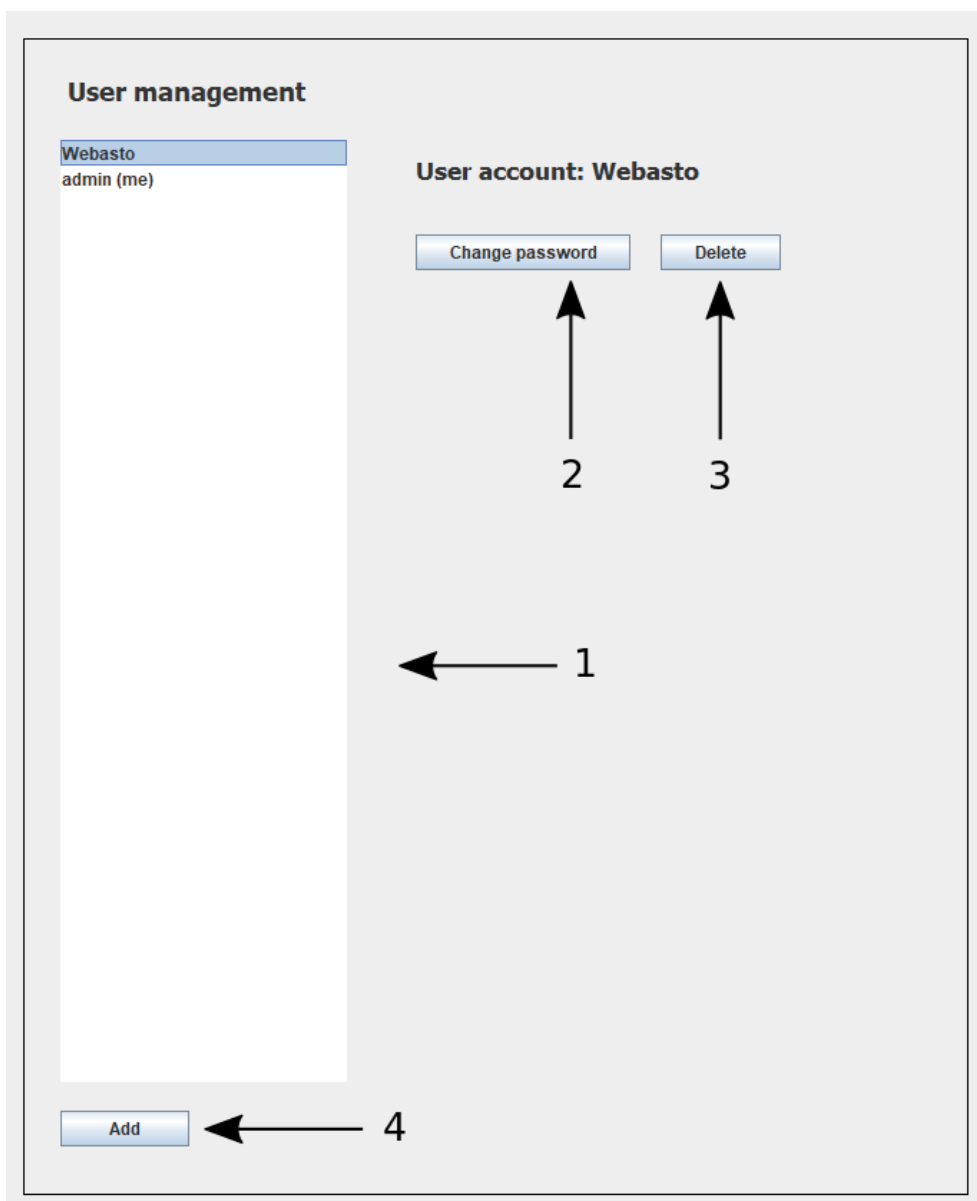 User management
Webasto
admin (me)
User account: Webasto
Change password
Delete
2
3
1
Add
4